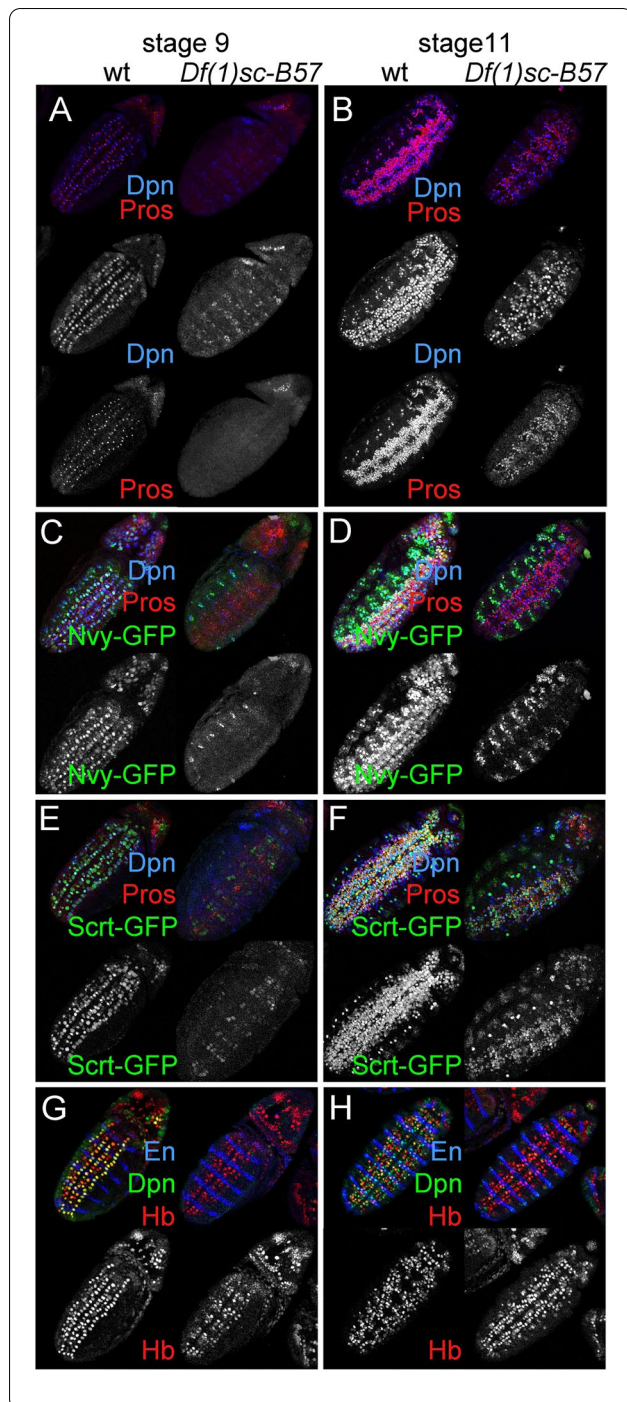 stage 9 stage11
wt Df(1)sc-B57 wt Df(1)sc-B57
A B
Dpn Dpn
Pros Pros
Dpn Dpn
Pros Pros
C D
Dpn Dpn
Pros Pros
Nvy-GFP Nvy-GFP
Nvy-GFP Nvy-GFP
E F
Dpn Dpn
Pros Pros
Scrt-GFP Scrt-GFP
Scrt-GFP Scrt-GFP
G H
En En
Dpn Dpn
Hb Hb
Hb Hb